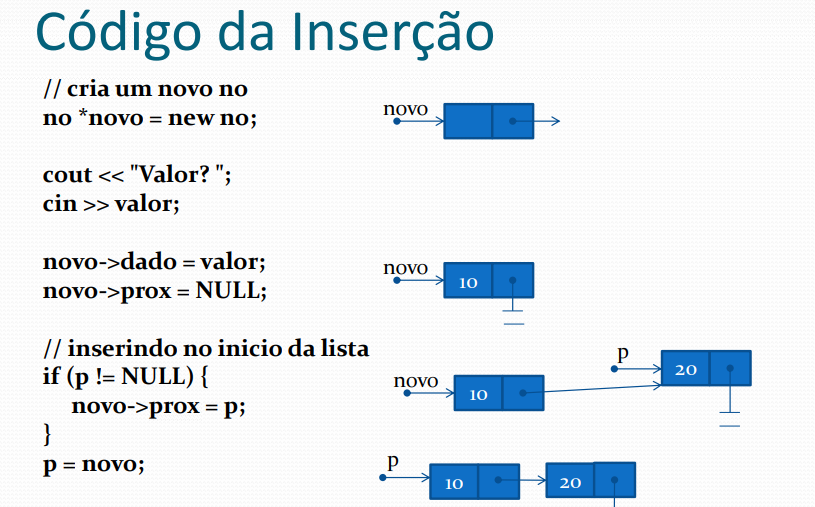 Código da Inserção
// cria um novo no
no *novo = new no;
novo
cout << "Valor? ";
cin >> valor;
novo->dado = valor;
novo
10
novo->prox = NULL;
// inserindo no inicio da lista
p
20
if (p != NULL) {
novo
10
novo->prox = p;
}
p = novo;
p
10
20